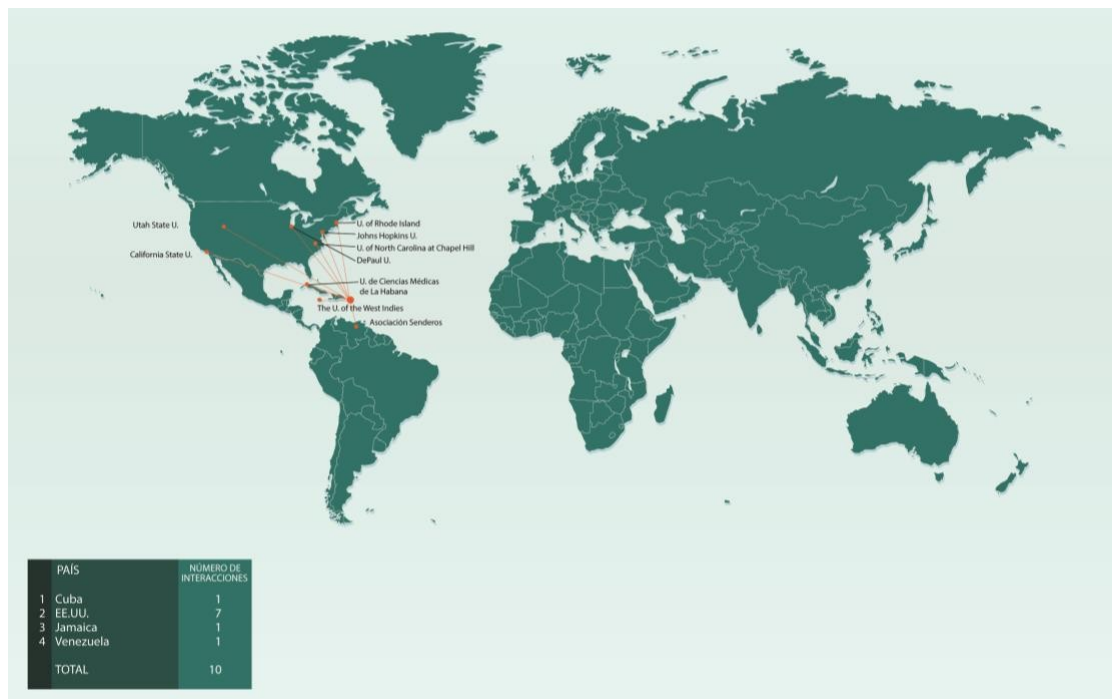 Utah State U.
California State U.
U. of Rhode Island
Johns Hopkins U.
U. of North Carolina at Chapel Hill
DePaul U.
U. de Ciencias Médicas
de La Habana
The U. of the West Indies
Asociación Senderos
PAÍS NÚMERO DE
INTERACCIONES
1 Cuba 1
2 EE.UU. 7
3 Jamaica 1
4 Venezuela 1
TOTAL 10